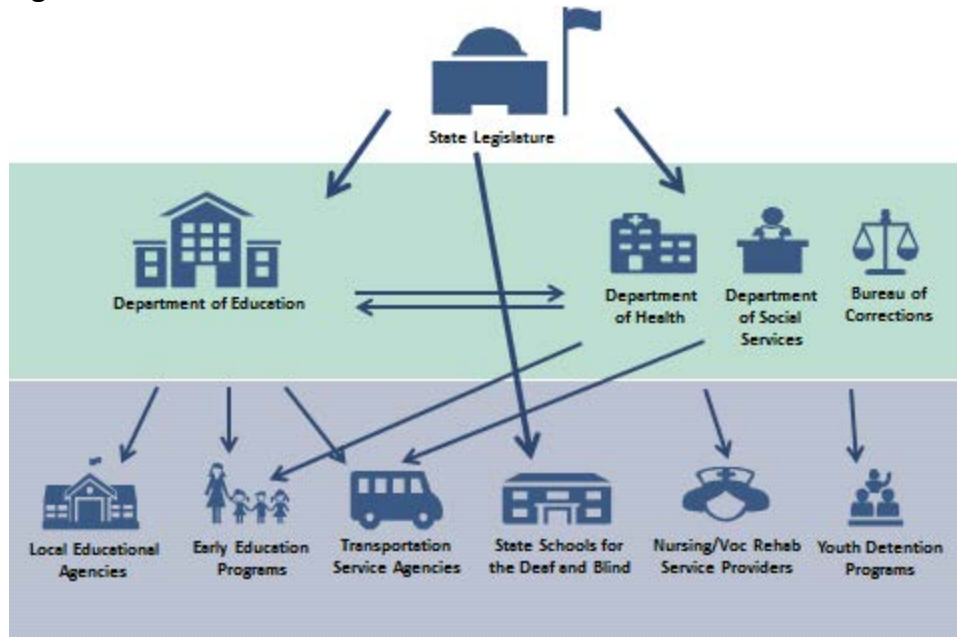 State Legislature
Department of Education
Department
of Health
Department
of Social
Services
Bureau of
Corrections
Local Educational
Agencies
Early Education
Programs
Transportation
Service Agencies
State Schools for
the Deaf and Blind
Nursing/Voc Rehab
Service Providers
Youth Detention
Programs